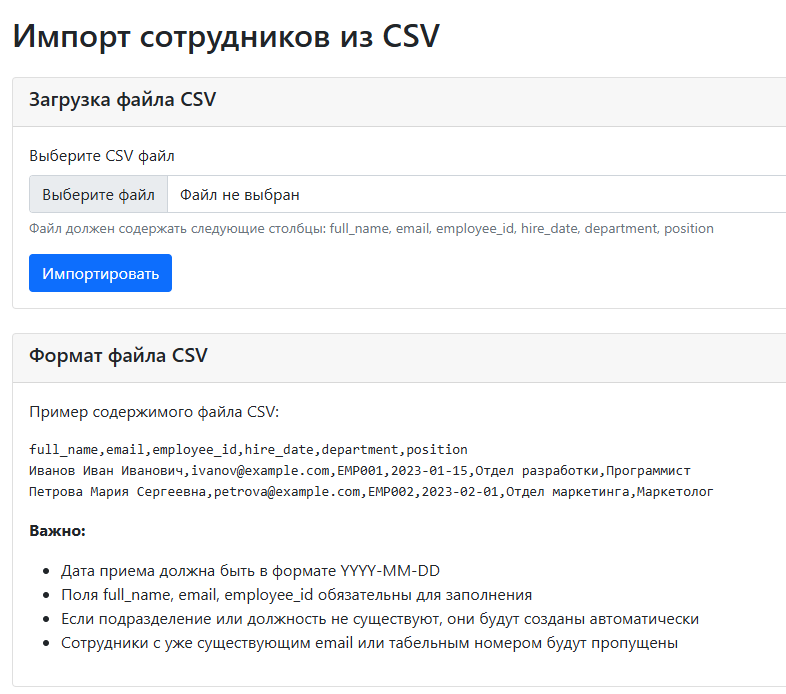 Импорт сотрудников из CSV
Загрузка файла CSV
Выберите CSV файл
Выберите файл Файл не выбран
Файл должен содержать следующие столбцы: full_name, email, employee_id, hire_date, department, position
Импортировать
Формат файла CSV
Пример содержимого файла CSV:
full_name,email,employee_id,hire_date,department,position
Иванов Иван Иванович,ivanov@example.com,EMP001,2023-01-15,Отдел разработки,Программист
Петрова Мария Сергеевна,petrova@example.com,EMP002,2023-02-01,Отдел маркетинга,Маркетолог
Важно:
• Дата приема должна быть в формате YYYY-MM-DD
• Поля full_name, email, employee_id обязательны для заполнения
• Если подразделение или должность не существуют, они будут созданы автоматически
• Сотрудники с уже существующим email или табельным номером будут пропущены